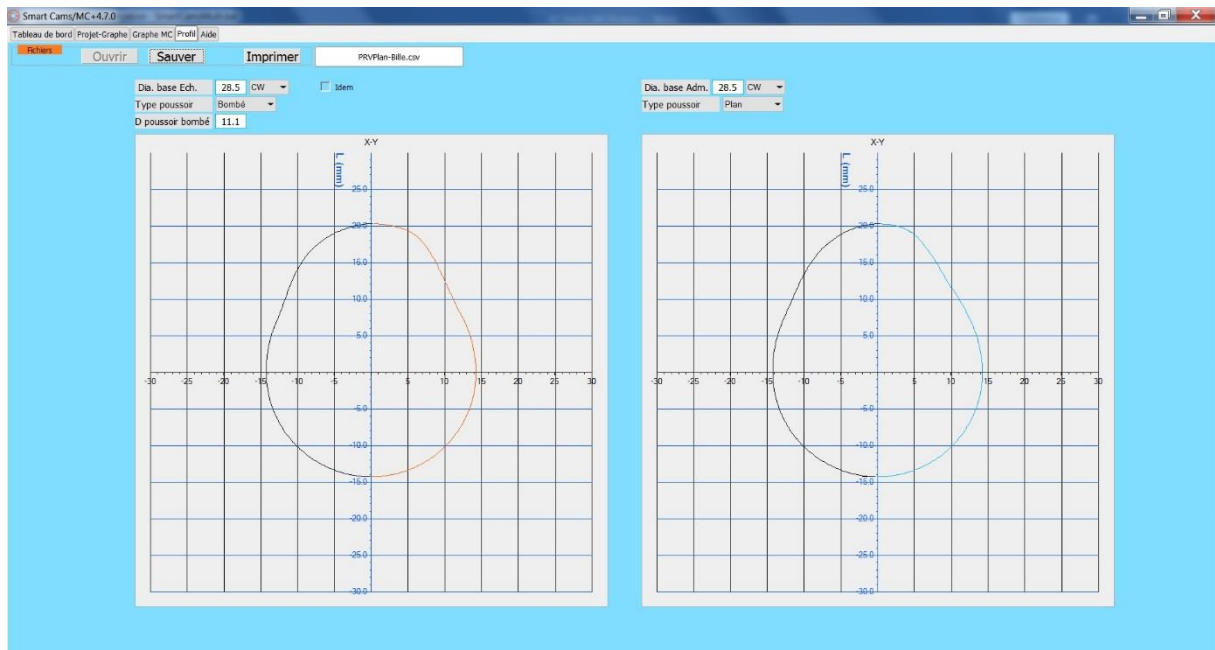 Smart Cams/MC+4.7.0
Tableau de bord Projet-Graphe Graphe MC Profil Aide
Fichiers Ouvrir Sauver Imprimer PRVPlan-Bille.csv
Dia. base Ech. 28.5 CW Idem
Type poussoir Bombé
D poussoir bombé 11.1
X-Y
L (mm)
25.0
20.0
15.0
10.0
5.0
-30 -25 -20 -15 -10 -5 5 10 15 20 25 30
-5.0
-10.0
-15.0
-20.0
-25.0
-30.0
Dia. base Adm. 28.5 CW
Type poussoir Plan
X-Y
L (mm)
25.0
20.0
15.0
10.0
5.0
-30 -25 -20 -15 -10 -5 5 10 15 20 25 30
-5.0
-10.0
-15.0
-20.0
-25.0
-30.0